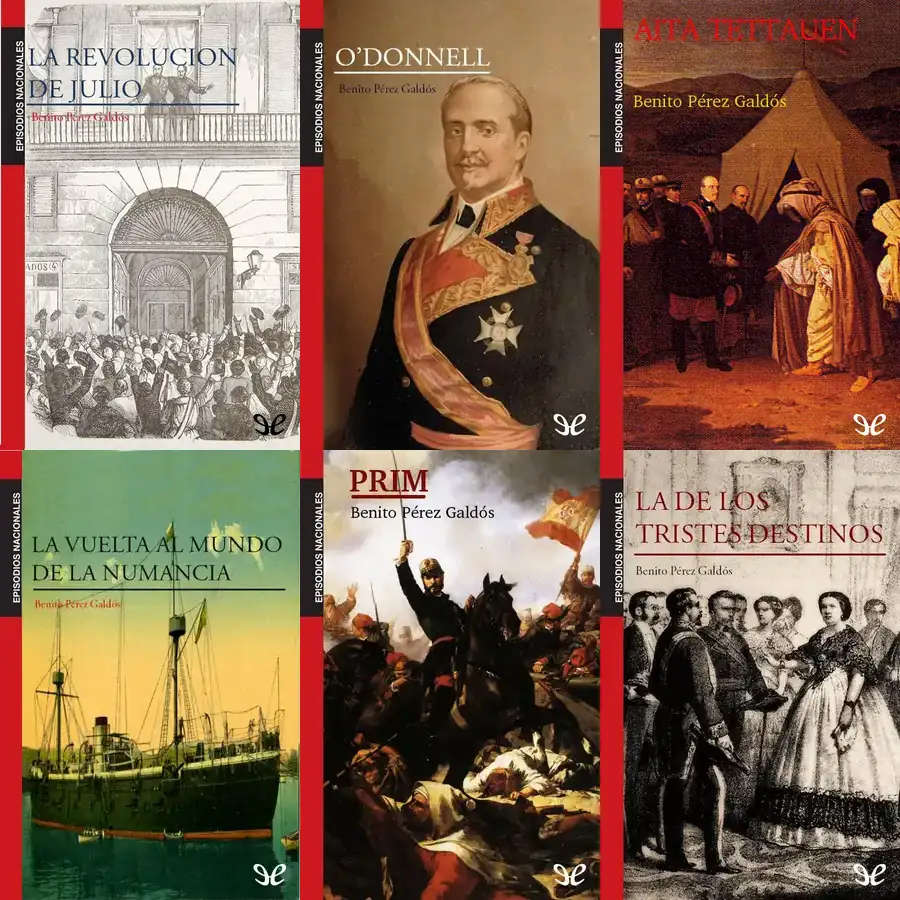 EPISODIOS NACIONALES
LA REVOLUCION
DE JULIO
Benito Pérez Galdós
EPISODIOS NACIONALES
O'DONNELL
Benito Pérez Galdós
EPISODIOS NACIONALES
AITA TETTAUEN
Benito Pérez Galdós
EPISODIOS NACIONALES
LA VUELTA AL MUNDO
DE LA NUMANCIA
Benito Pérez Galdós
EPISODIOS NACIONALES
PRIM
Benito Pérez Galdós
EPISODIOS NACIONALES
LA DE LOS
TRISTES DESTINOS
Benito Pérez Galdós